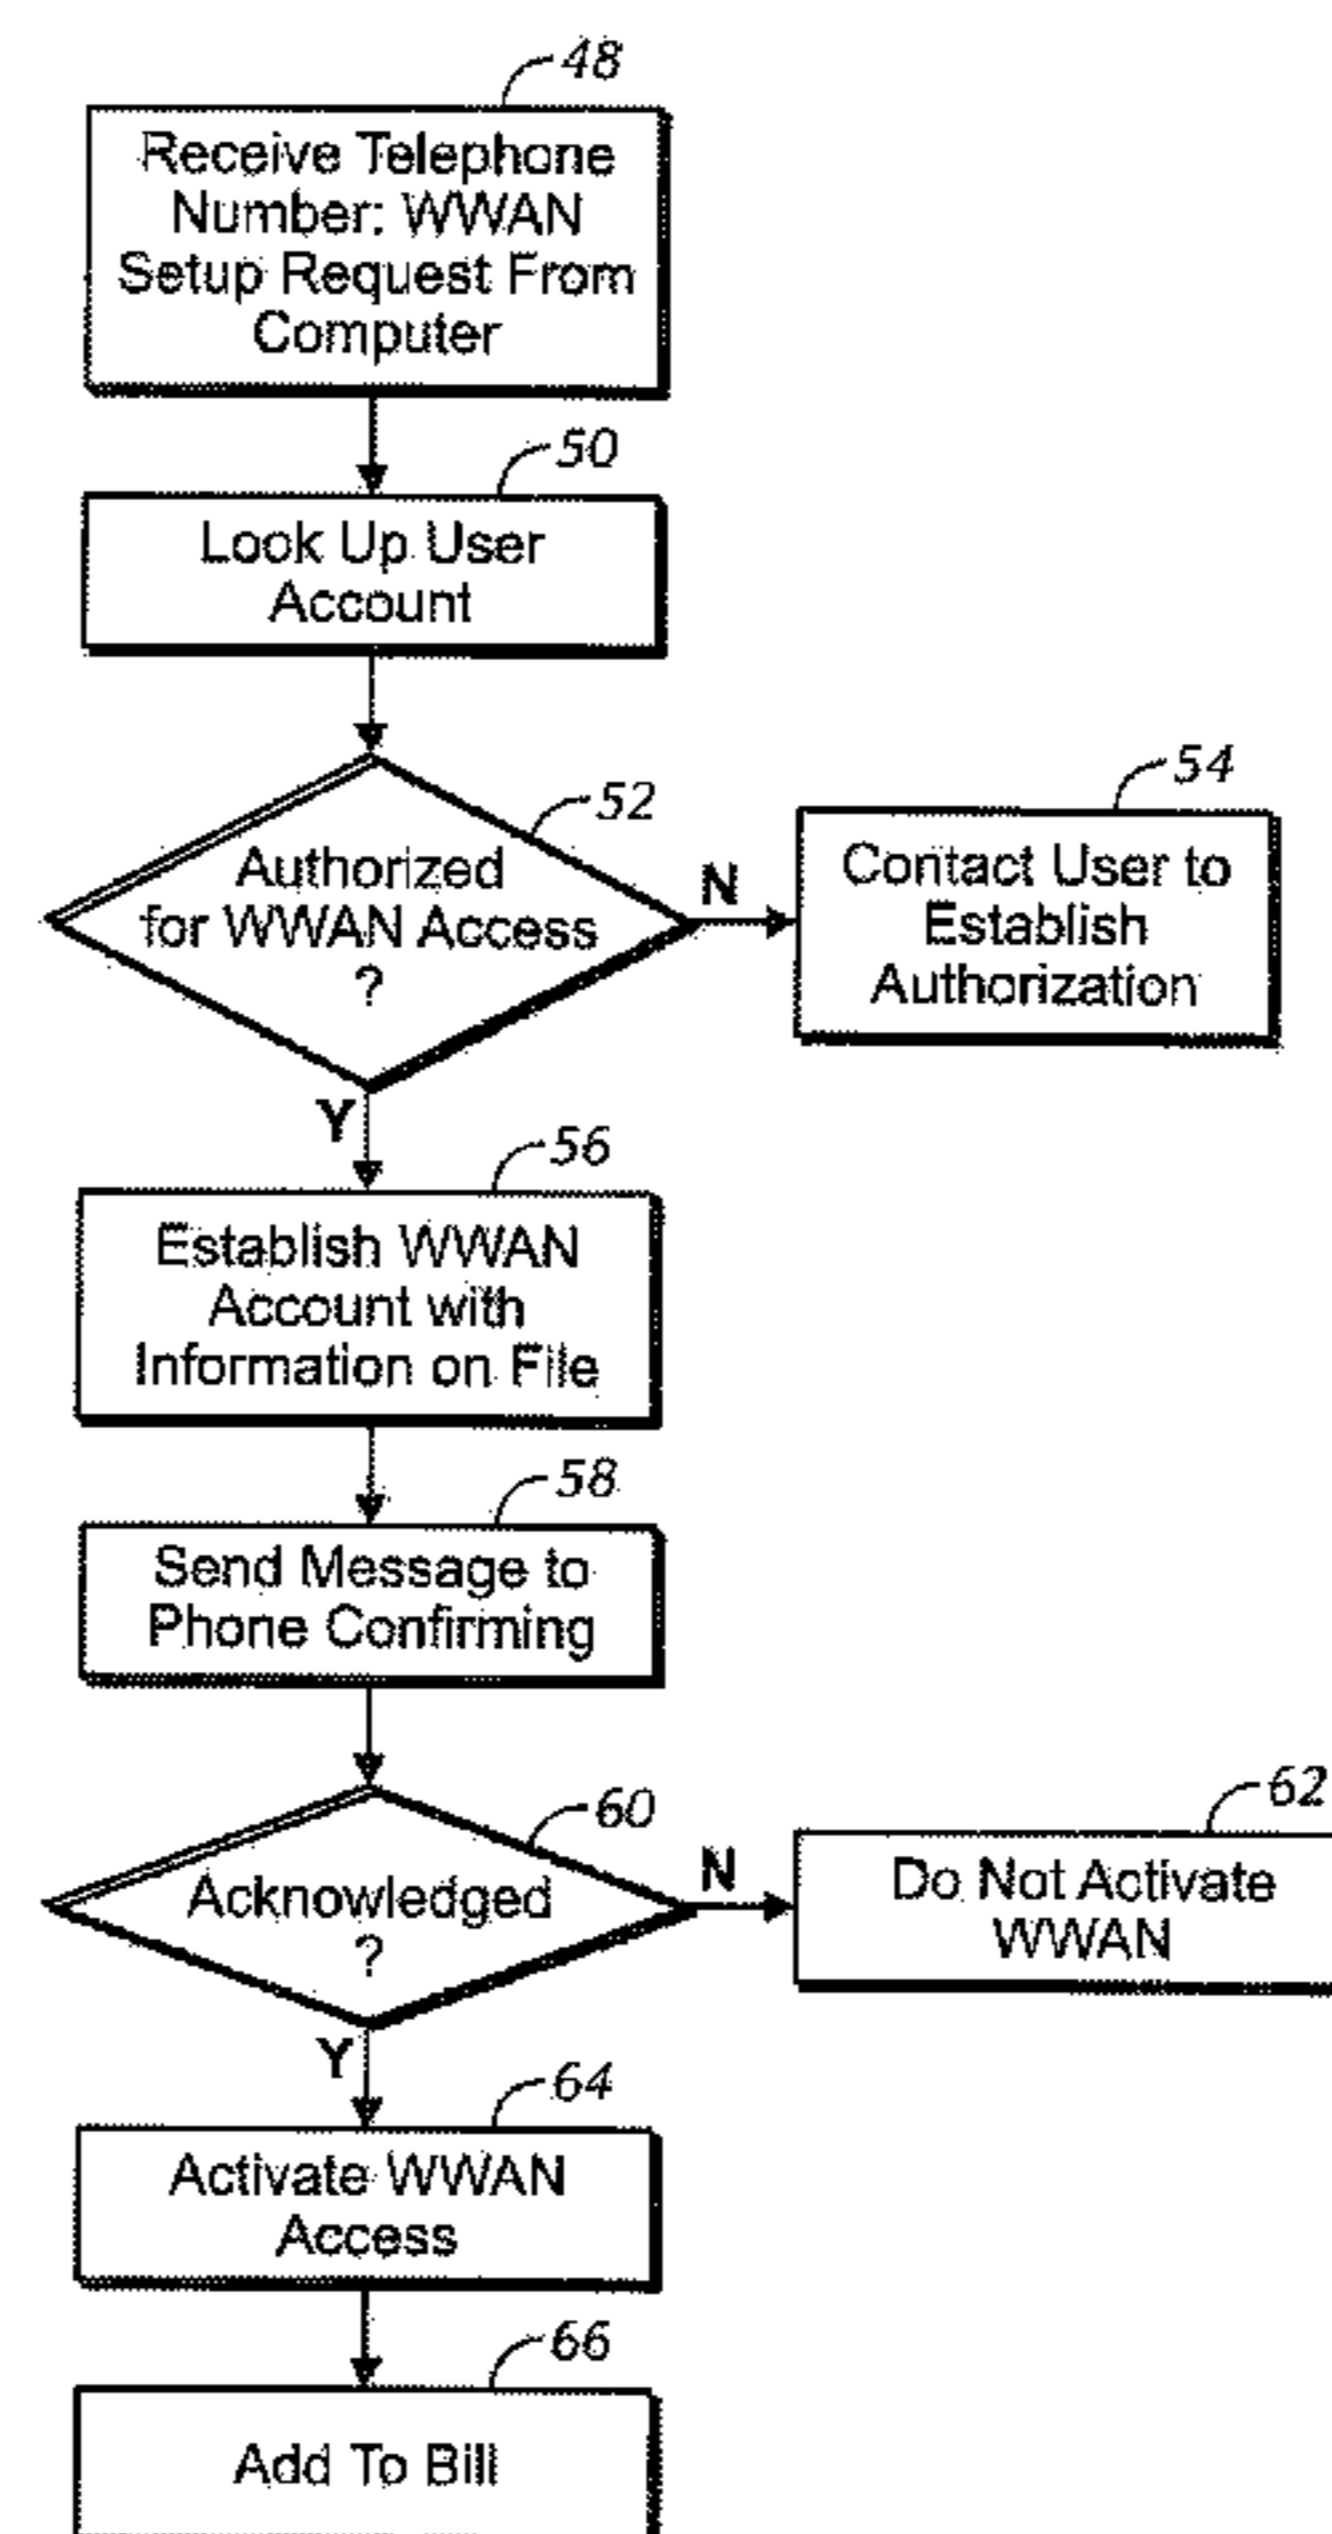 48
Receive Telephone
Number: WWAN
Setup Request From
Computer
50
Look Up User
Account
52
Authorized
for WWAN Access
?
N
54
Contact User to
Establish
Authorization
Y
56
Establish WWAN
Account with
Information on File
58
Send Message to
Phone Confirming
60
Acknowledged
?
N
62
Do Not Activate
WWAN
Y
64
Activate WWAN
Access
66
Add To Bill